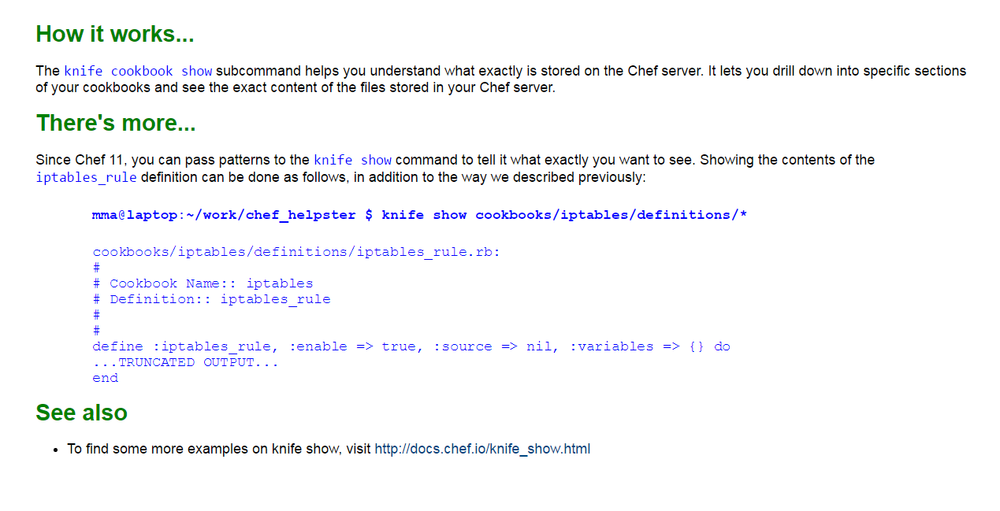 How it works...
The knife cookbook show subcommand helps you understand what exactly is stored on the Chef server. It lets you drill down into specific sections
of your cookbooks and see the exact content of the files stored in your Chef server.
There's more...
Since Chef 11, you can pass patterns to the knife show command to tell it what exactly you want to see. Showing the contents of the
iptables_rule definition can be done as follows, in addition to the way we described previously:
mma@laptop:~/work/chef_helpster $ knife show cookbooks/iptables/definitions/*
cookbooks/iptables/definitions/iptables_rule.rb:
#
# Cookbook Name:: iptables
# Definition:: iptables_rule
#
#
define :iptables_rule, :enable => true, :source => nil, :variables => {} do
...TRUNCATED OUTPUT...
end
See also
• To find some more examples on knife show, visit http://docs.chef.io/knife_show.html